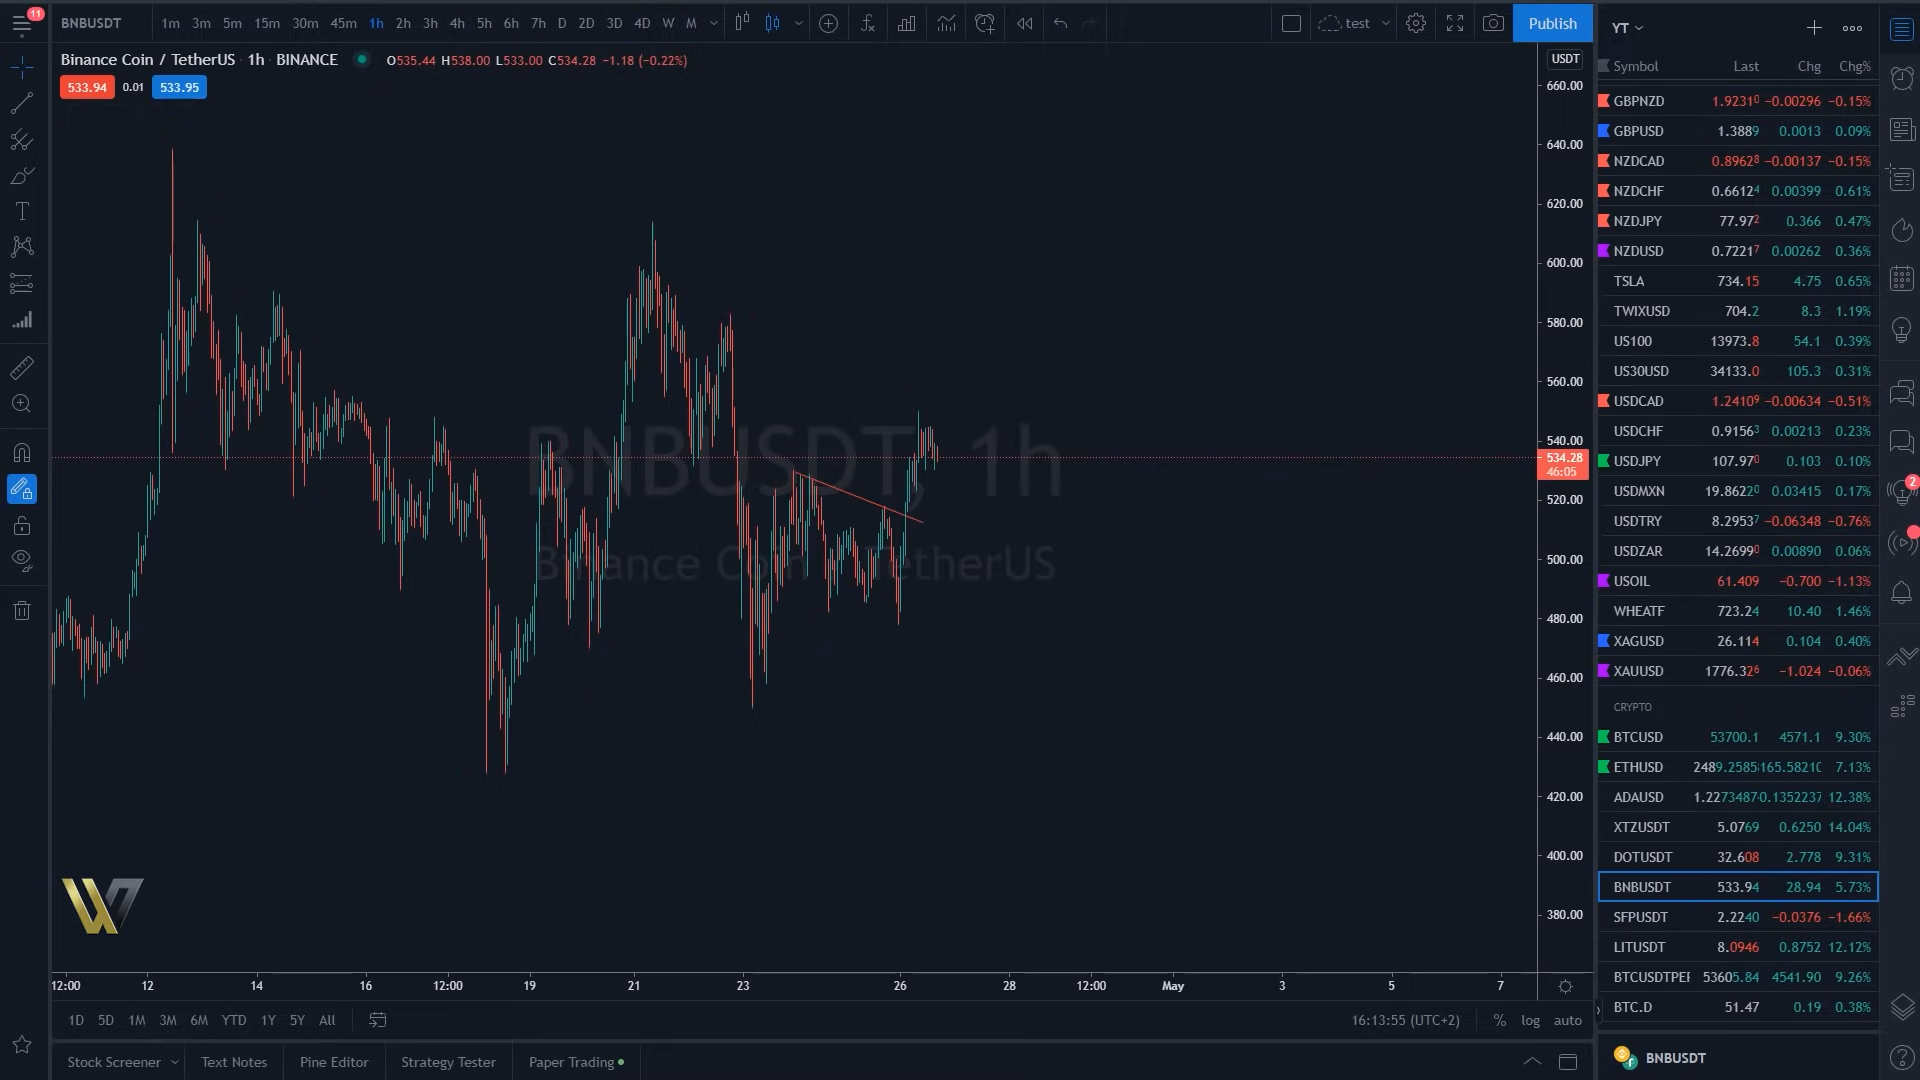 11
BNBUSDT 1m 3m 5m 15m 30m 45m 1h 2h 3h 4h 5h 6h 7h D 2D 3D 4D W M
test
Publish
YT
Binance Coin / TetherUS · 1h · BINANCE O535.44 H538.00 L533.00 C534.28 −1.18 (−0.22%)
533.94 0.01 533.95
USDT
660.00
640.00
620.00
600.00
580.00
560.00
540.00
534.28
46:05
520.00
500.00
480.00
460.00
440.00
420.00
400.00
380.00
BNBUSDT, 1h
Binance Coin / TetherUS
12:00 12 14 16 12:00 19 21 23 26 28 12:00 May 3 5 7
1D 5D 1M 3M 6M YTD 1Y 5Y All
16:13:55 (UTC+2) % log auto
Stock Screener Text Notes Pine Editor Strategy Tester Paper Trading
Symbol Last Chg Chg%
GBPNZD 1.92310 −0.00296 −0.15%
GBPUSD 1.3889 0.0013 0.09%
NZDCAD 0.89628 −0.00137 −0.15%
NZDCHF 0.66124 0.00399 0.61%
NZDJPY 77.972 0.366 0.47%
NZDUSD 0.72217 0.00262 0.36%
TSLA 734.15 4.75 0.65%
TWIXUSD 704.2 8.3 1.19%
US100 13973.8 54.1 0.39%
US30USD 34133.0 105.3 0.31%
USDCAD 1.24109 −0.00634 −0.51%
USDCHF 0.91563 0.00213 0.23%
USDJPY 107.970 0.103 0.10%
USDMXN 19.86220 0.03415 0.17%
USDTRY 8.29537 −0.06348 −0.76%
USDZAR 14.26990 0.00890 0.06%
USOIL 61.409 −0.700 −1.13%
WHEATF 723.24 10.40 1.46%
XAGUSD 26.114 0.104 0.40%
XAUUSD 1776.326 −1.024 −0.06%
CRYPTO
BTCUSD 53700.1 4571.1 9.30%
ETHUSD 2489.2585 165.5821 7.13%
ADAUSD 1.2273487 0.1352237 12.38%
XTZUSDT 5.0769 0.6250 14.04%
DOTUSDT 32.608 2.778 9.31%
BNBUSDT 533.94 28.94 5.73%
SFPUSDT 2.2240 −0.0376 −1.66%
LITUSDT 8.0946 0.8752 12.12%
BTCUSDTPE 53605.84 4541.90 9.26%
BTC.D 51.47 0.19 0.38%
BNBUSDT
2